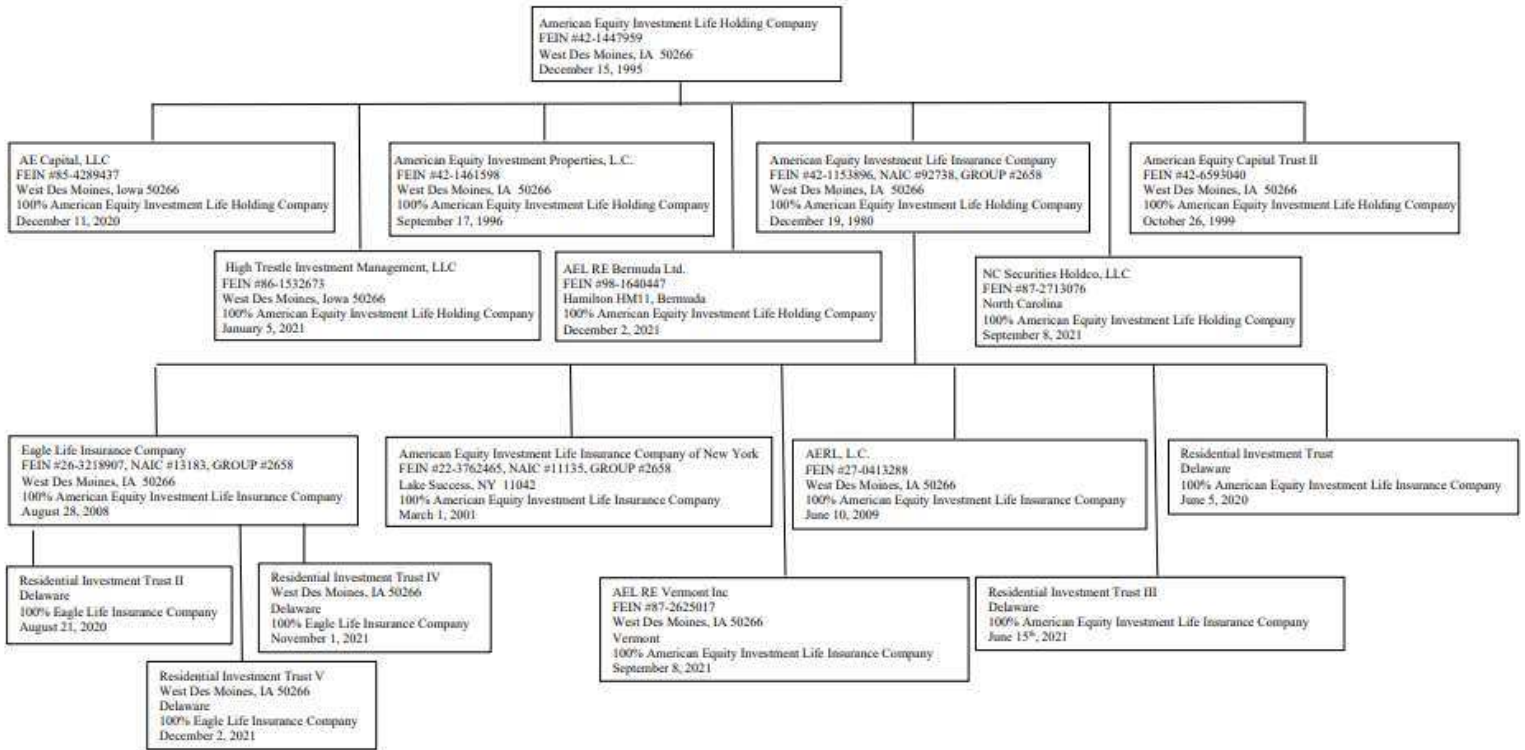 American Equity Investment Life Holding Company
FEIN #42-1447959
West Des Moines, IA 50266
December 15, 1995
AE Capital, LLC
FEIN #85-4289437
West Des Moines, Iowa 50266
100% American Equity Investment Life Holding Company
December 11, 2020
American Equity Investment Properties, L.C.
FEIN #42-1461598
West Des Moines, IA 50266
100% American Equity Investment Life Holding Company
September 17, 1996
American Equity Investment Life Insurance Company
FEIN #42-1153896, NAIC #92738, GROUP #2658
West Des Moines, IA 50266
100% American Equity Investment Life Holding Company
December 19, 1980
American Equity Capital Trust II
FEIN #42-6593040
West Des Moines, IA 50266
100% American Equity Investment Life Holding Company
October 26, 1999
High Trestle Investment Management, LLC
FEIN #86-1532673
West Des Moines, Iowa 50266
100% American Equity Investment Life Holding Company
January 5, 2021
AEL RE Bermuda Ltd.
FEIN #98-1640447
Hamilton HM11, Bermuda
100% American Equity Investment Life Holding Company
December 2, 2021
NC Securities Holdco, LLC
FEIN #87-2713076
North Carolina
100% American Equity Investment Life Holding Company
September 8, 2021
Eagle Life Insurance Company
FEIN #26-3218907, NAIC #13183, GROUP #2658
West Des Moines, IA 50266
100% American Equity Investment Life Insurance Company
August 28, 2008
American Equity Investment Life Insurance Company of New York
FEIN #22-3762465, NAIC #11135, GROUP #2658
Lake Success, NY 11042
100% American Equity Investment Life Insurance Company
March 1, 2001
AERL, L.C.
FEIN #27-0413288
West Des Moines, IA 50266
100% American Equity Investment Life Insurance Company
June 10, 2009
Residential Investment Trust
Delaware
100% American Equity Investment Life Insurance Company
June 5, 2020
Residential Investment Trust II
Delaware
100% Eagle Life Insurance Company
August 21, 2020
Residential Investment Trust IV
West Des Moines, IA 50266
Delaware
100% Eagle Life Insurance Company
November 1, 2021
AEL RE Vermont Inc
FEIN #87-2625017
West Des Moines, IA 50266
Vermont
100% American Equity Investment Life Insurance Company
September 8, 2021
Residential Investment Trust III
Delaware
100% American Equity Investment Life Insurance Company
June 15th, 2021
Residential Investment Trust V
West Des Moines, IA 50266
Delaware
100% Eagle Life Insurance Company
December 2, 2021